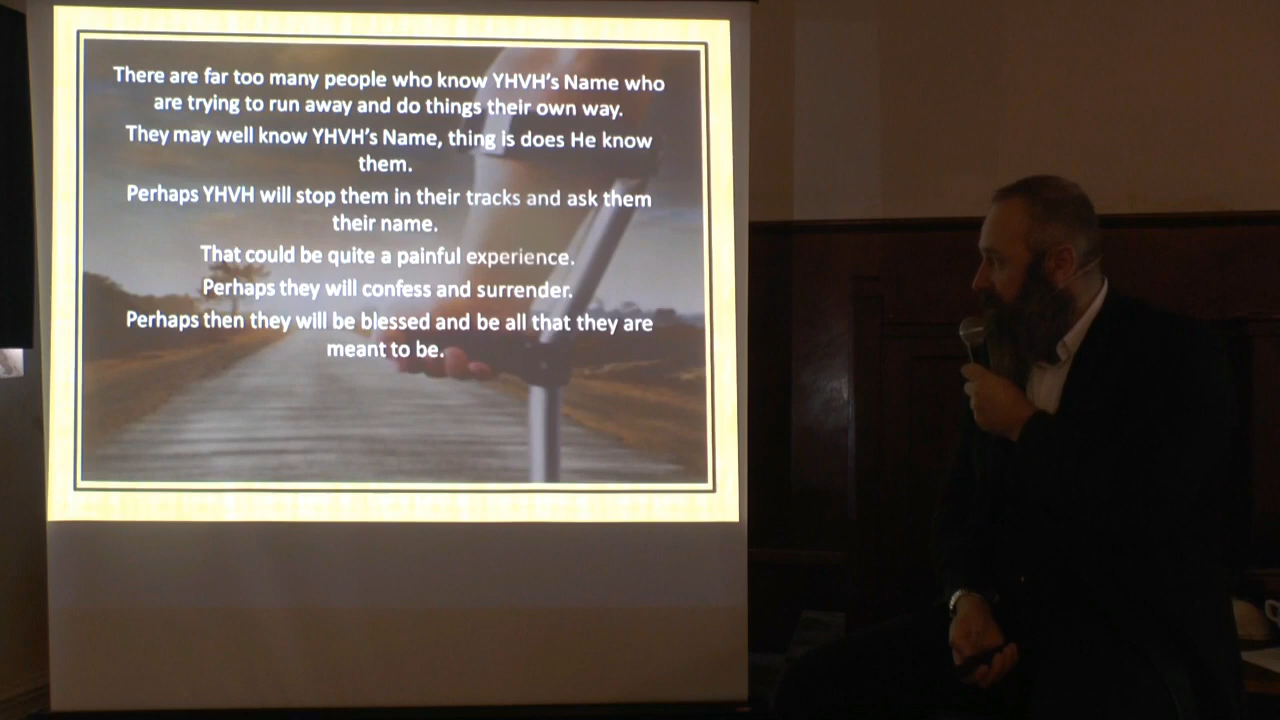 There are far too many people who know YHVH's Name who
are trying to run away and do things their own way.
They may well know YHVH's Name, thing is does He know
them.
Perhaps YHVH will stop them in their tracks and ask them
their name.
That could be quite a painful experience.
Perhaps they will confess and surrender.
Perhaps then they will be blessed and be all that they are
meant to be.